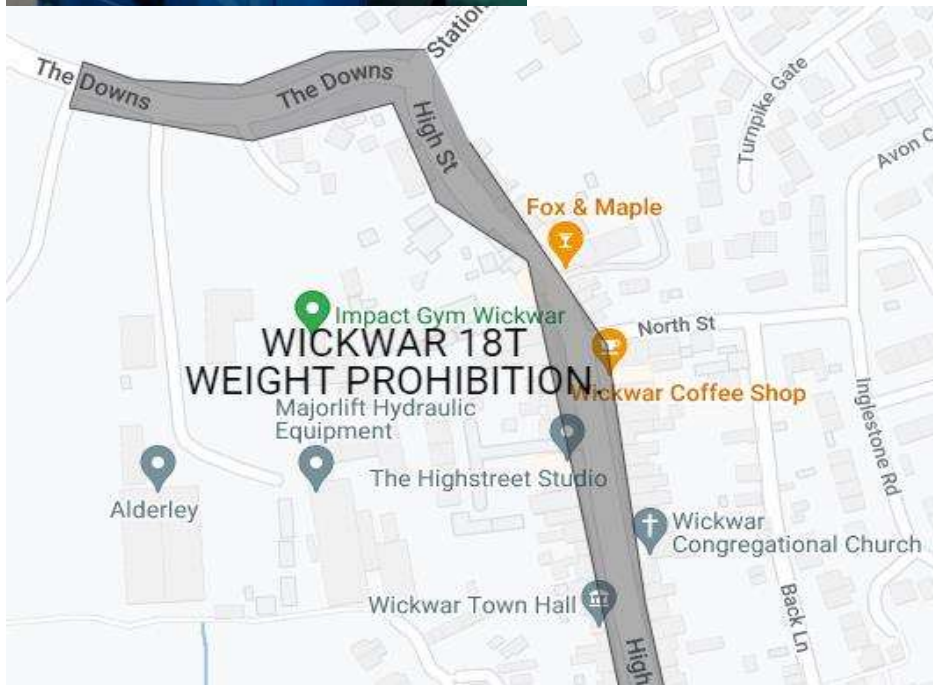 Station
The Downs
The Downs
High St
Turnpike Gate
Avon C
Fox & Maple
Impact Gym Wickwar
North St
WICKWAR 18T
WEIGHT PROHIBITION
Wickwar Coffee Shop
Majorlift Hydraulic
Equipment
Inglestone Rd
The Highstreet Studio
Alderley
Wickwar
Congregational Church
Wickwar Town Hall
Back Ln
High